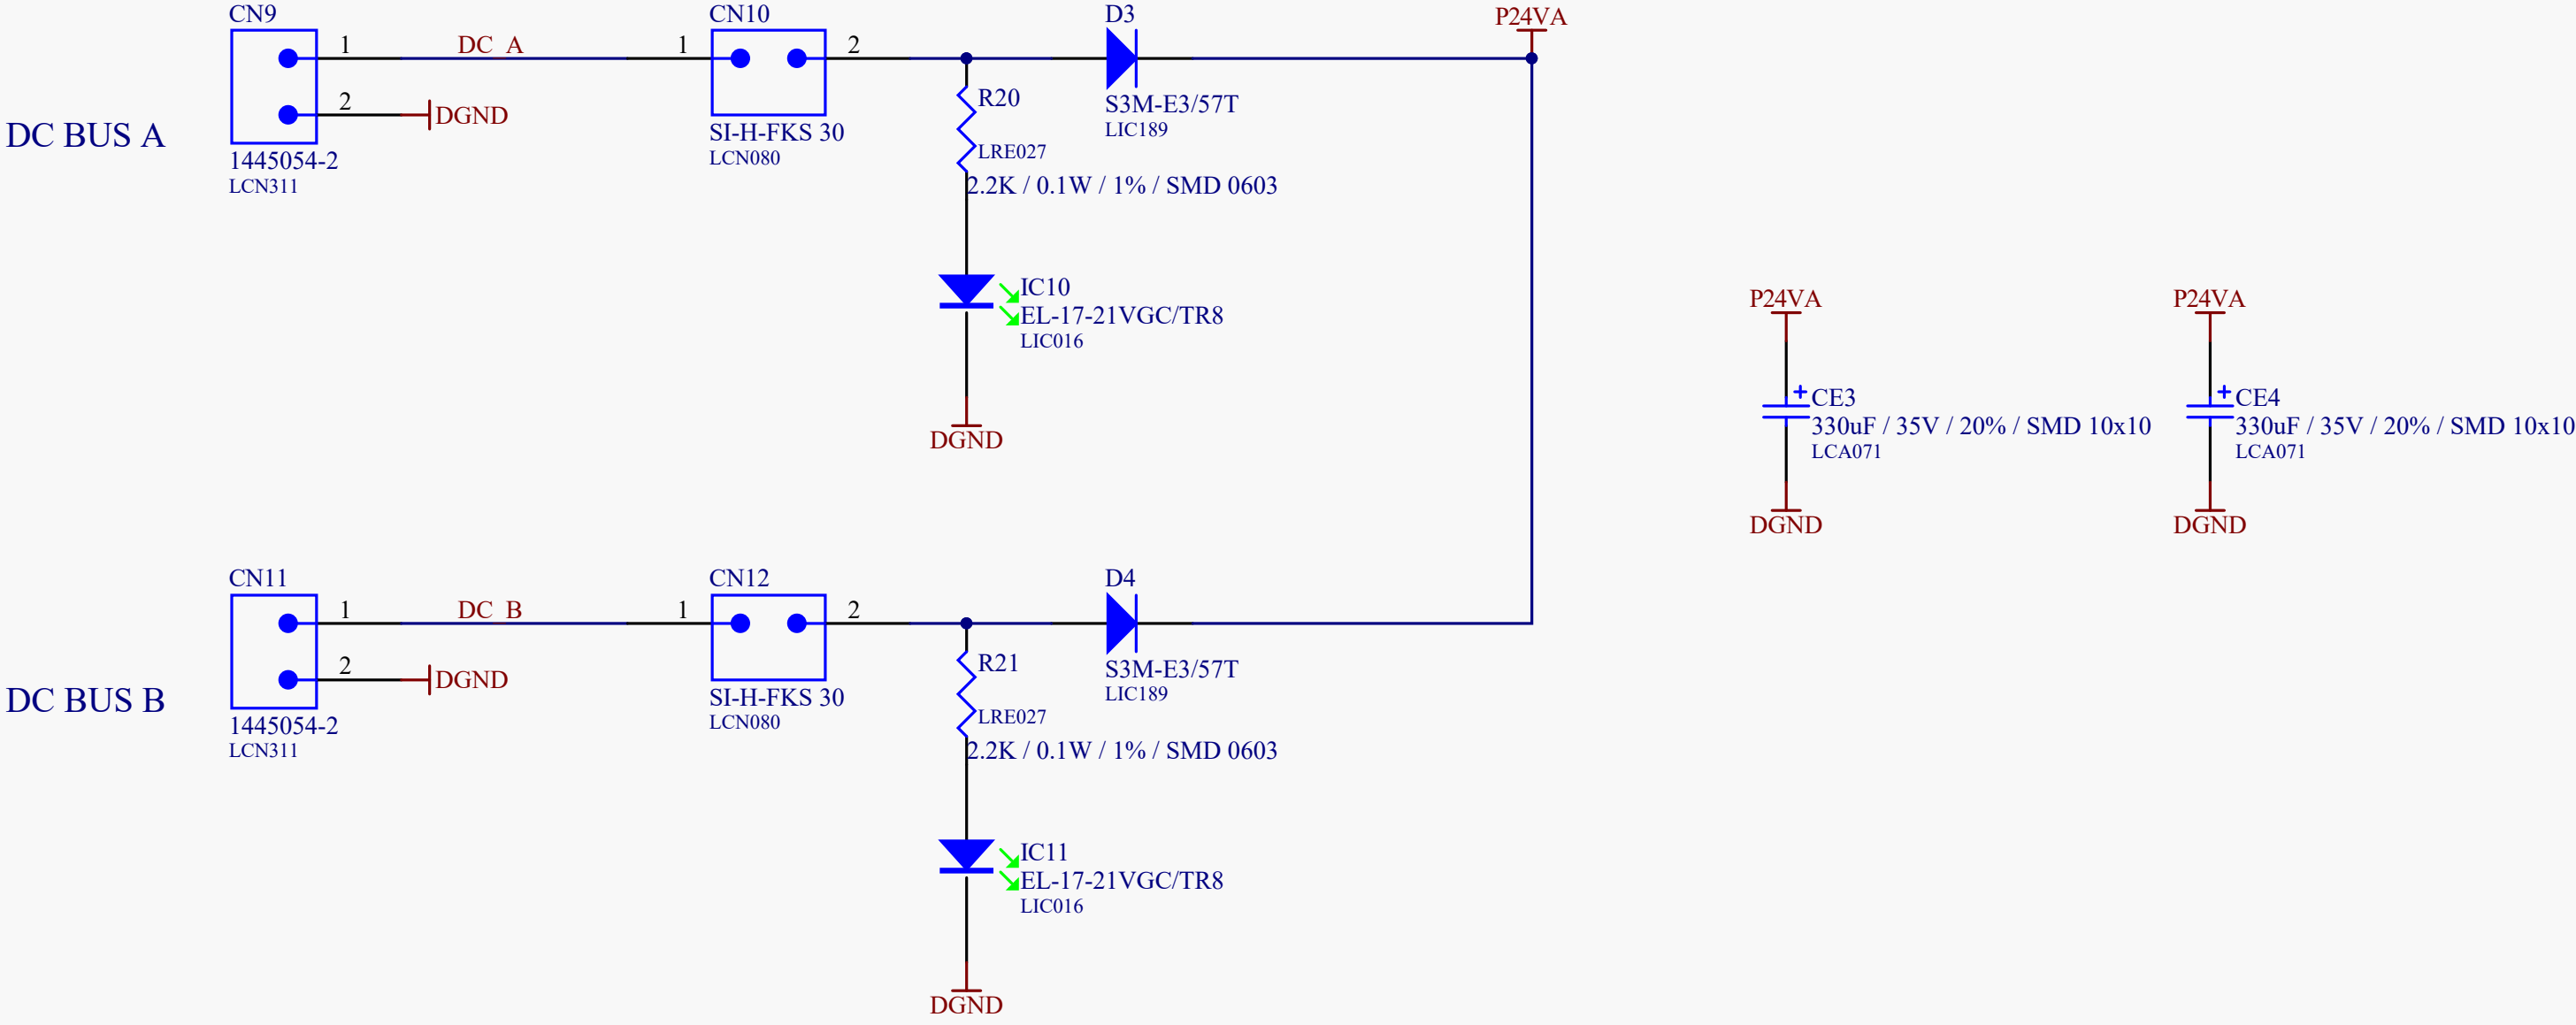 DC BUS A
CN9
1
DC_A
2
DGND
1445054-2
LCN311
CN10
1
2
SI-H-FKS 30
LCN080
D3
S3M-E3/57T
LIC189
P24VA
R20
LRE027
2.2K / 0.1W / 1% / SMD 0603
IC10
EL-17-21VGC/TR8
LIC016
DGND
P24VA
CE3
330uF / 35V / 20% / SMD 10x10
LCA071
DGND
P24VA
CE4
330uF / 35V / 20% / SMD 10x10
LCA071
DGND
DC BUS B
CN11
1
DC_B
2
DGND
1445054-2
LCN311
CN12
1
2
SI-H-FKS 30
LCN080
D4
S3M-E3/57T
LIC189
R21
LRE027
2.2K / 0.1W / 1% / SMD 0603
IC11
EL-17-21VGC/TR8
LIC016
DGND